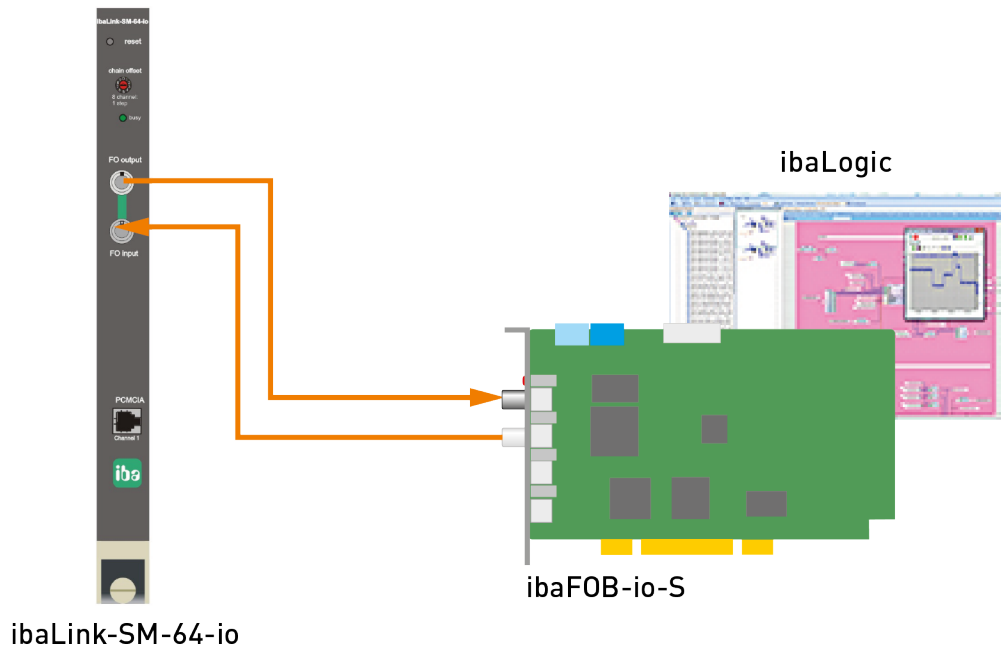 ibaLink-SM-64-io
reset
chain offset
8 channel:
1 step
busy
FO output
FO input
PCMCIA
Channel 1
iba
ibaLogic
ibaFOB-io-S
ibaLink-SM-64-io